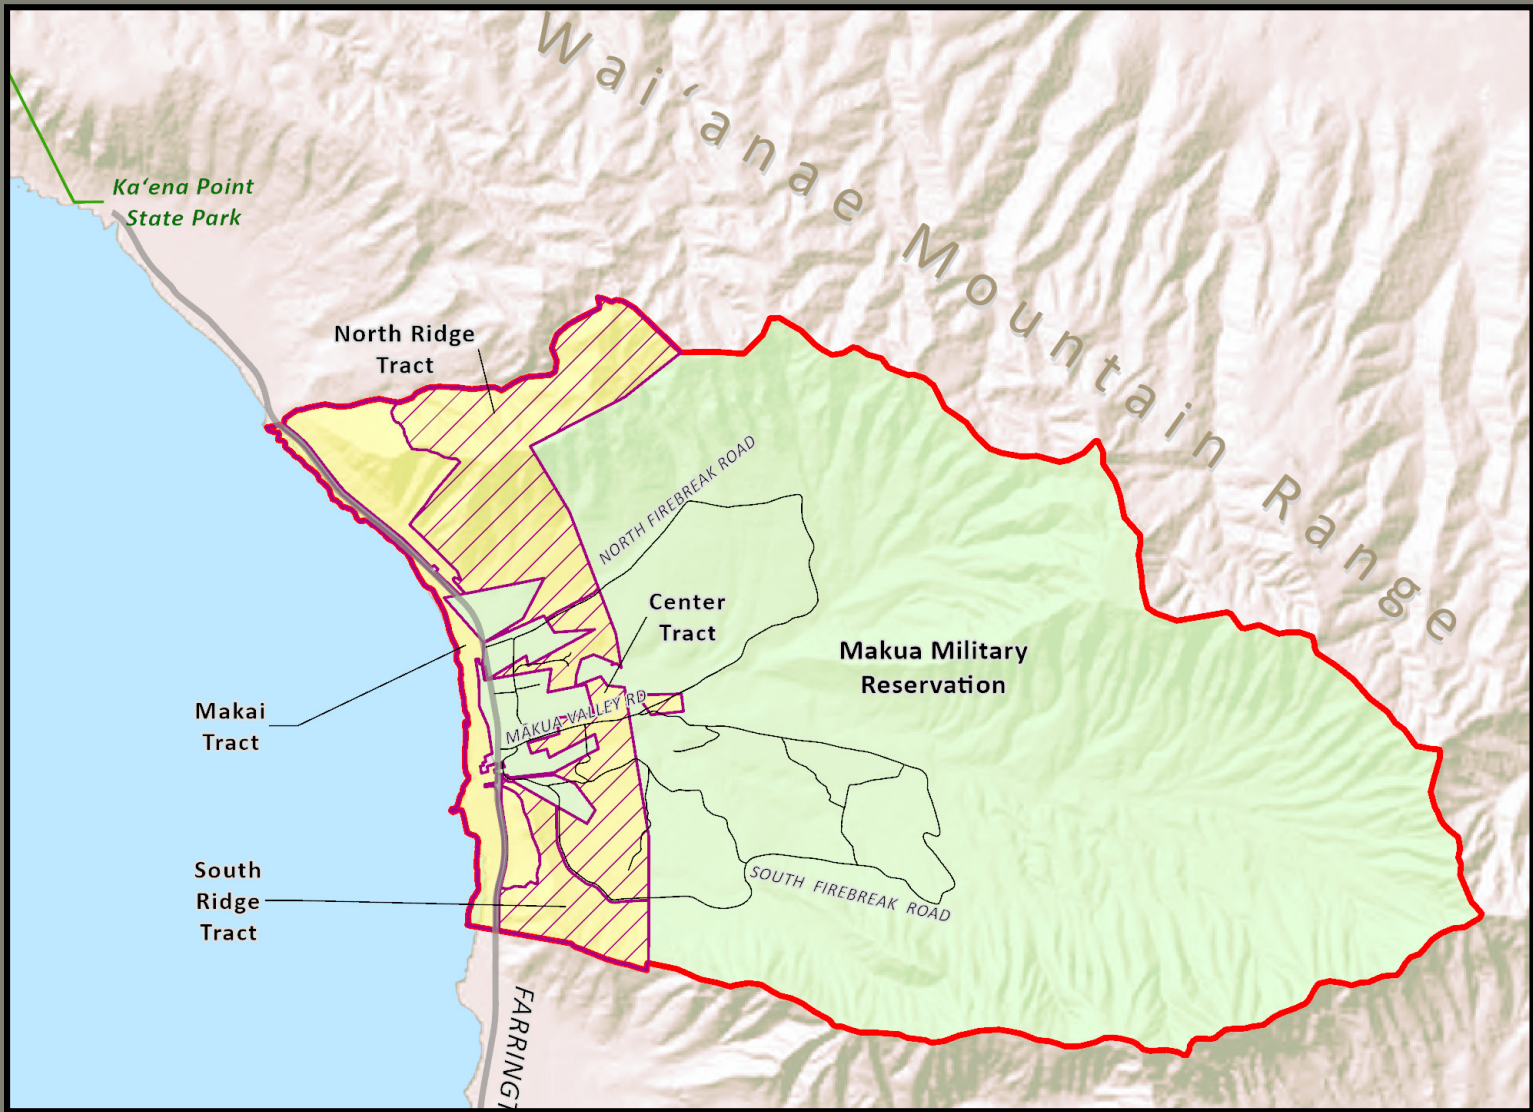 Wai‘anae Mountain Range
Ka‘ena Point
State Park
North Ridge
Tract
NORTH FIREBREAK ROAD
Center
Tract
Makua Military
Reservation
Makai
Tract
MĀKUA VALLEY RD
South
Ridge
Tract
SOUTH FIREBREAK ROAD
FARRINGT